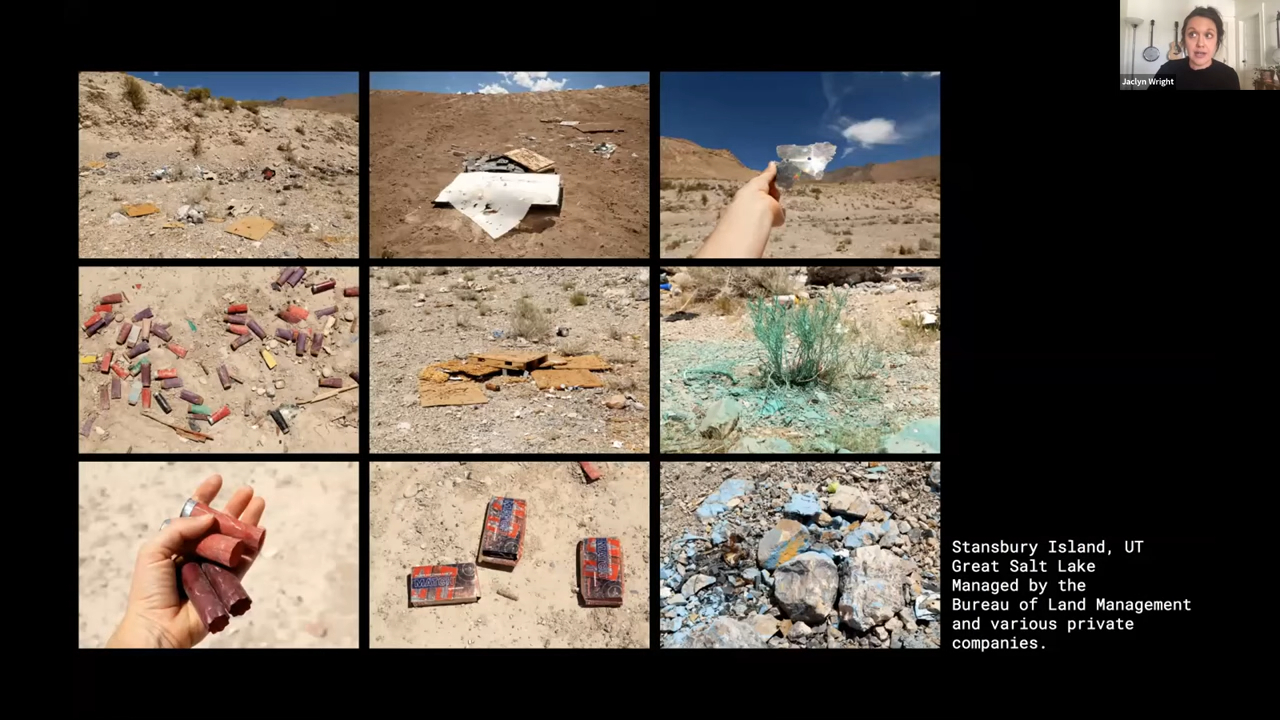 Jaclyn Wright
Stansbury Island, UT
Great Salt Lake
Managed by the
Bureau of Land Management
and various private
companies.